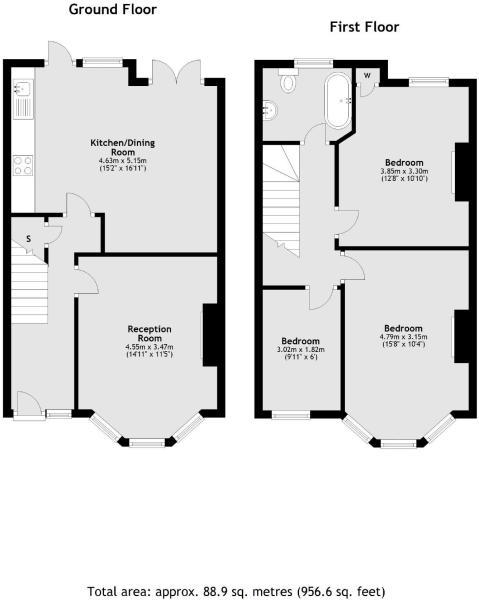 Ground Floor
Kitchen/Dining
Room
4.63m x 5.15m
(15'2" x 16'11")
S
Reception
Room
4.55m x 3.47m
(14'11" x 11'5")
First Floor
W
Bedroom
3.85m x 3.30m
(12'8" x 10'10")
Bedroom
3.02m x 1.82m
(9'11" x 6')
Bedroom
4.79m x 3.15m
(15'8" x 10'4")
Total area: approx. 88.9 sq. metres (956.6 sq. feet)